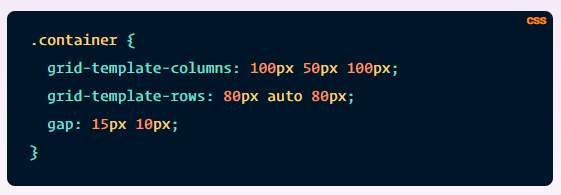 css
.container {
  grid-template-columns: 100px 50px 100px;
  grid-template-rows: 80px auto 80px;
  gap: 15px 10px;
}